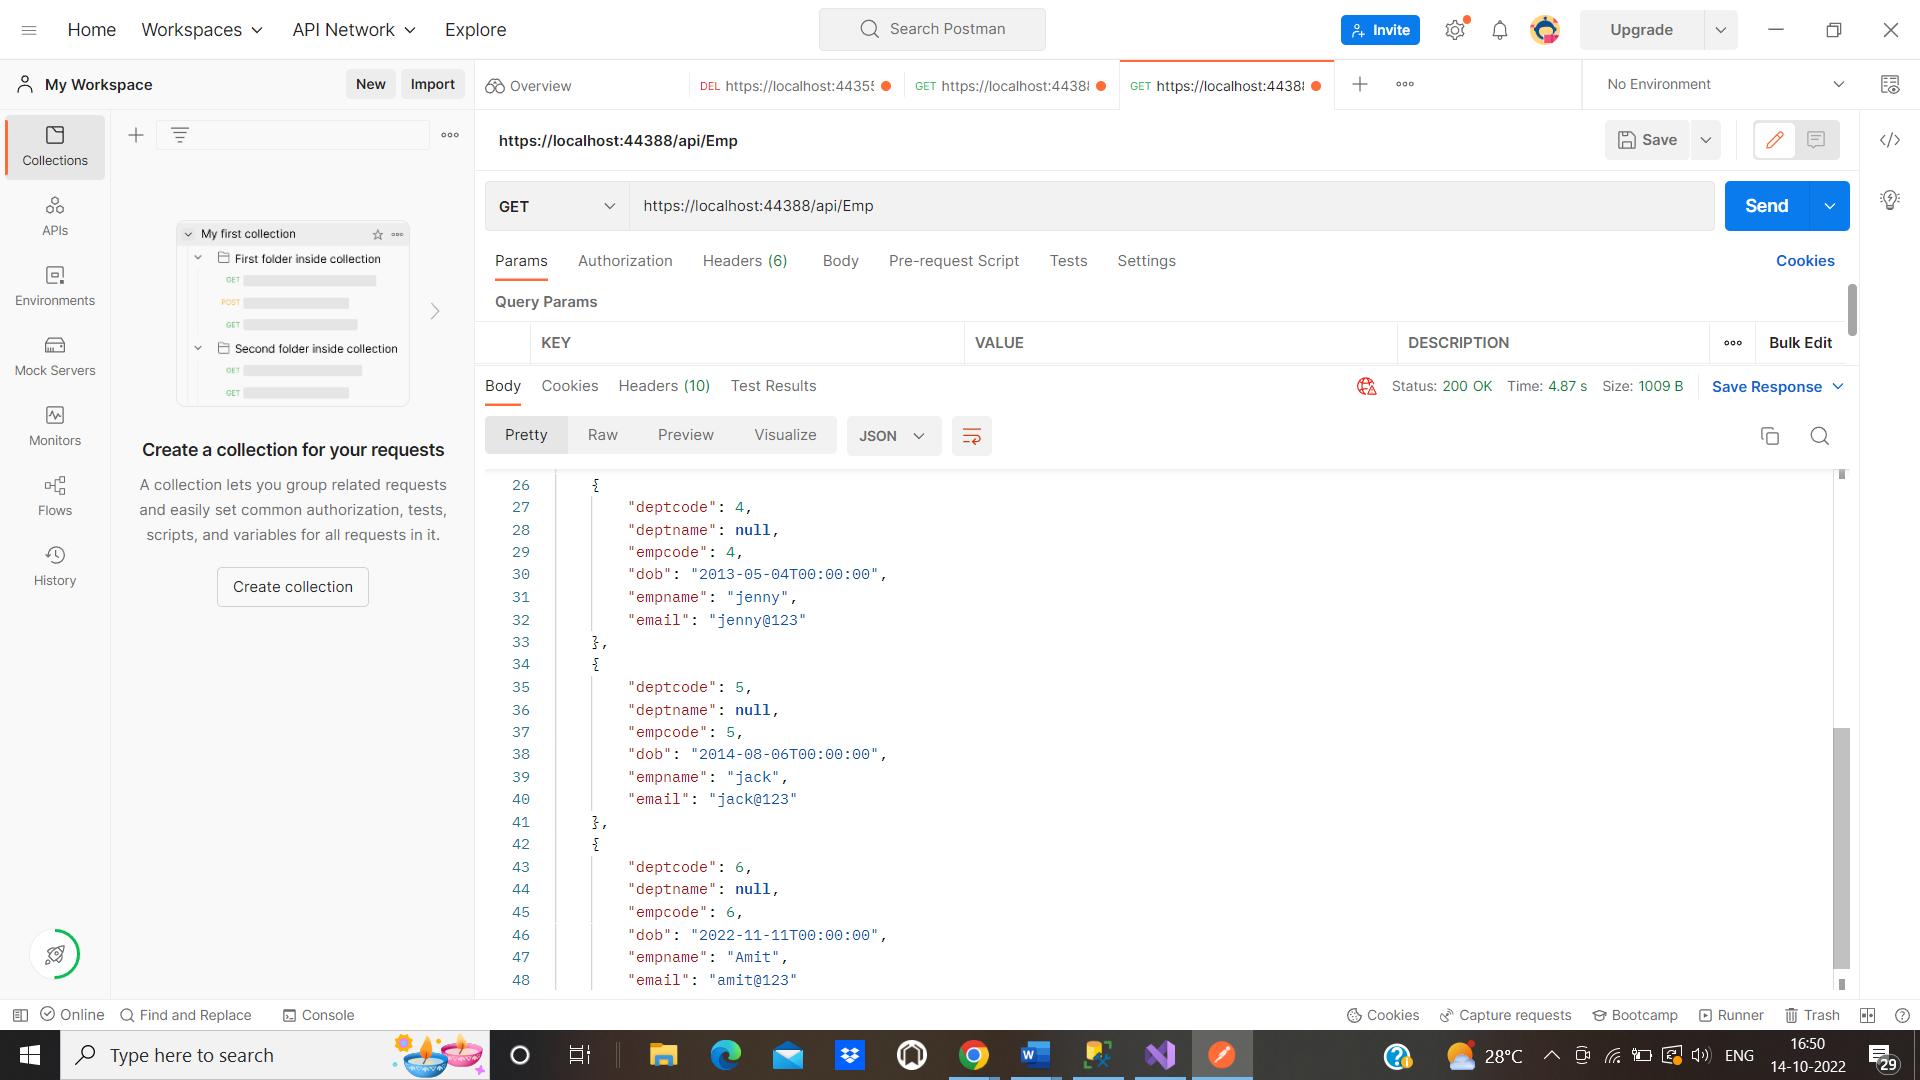 Home Workspaces API Network Explore
Search Postman
Invite
Upgrade
My Workspace
New Import
Overview
DEL https://localhost:44355
GET https://localhost:4438
GET https://localhost:4438
No Environment
Collections
APIs
Environments
Mock Servers
Monitors
Flows
History
My first collection
First folder inside collection
GET
POST
GET
Second folder inside collection
GET
GET
Create a collection for your requests
A collection lets you group related requests
and easily set common authorization, tests,
scripts, and variables for all requests in it.
Create collection
https://localhost:44388/api/Emp
Save
GET https://localhost:44388/api/Emp
Send
Params Authorization Headers (6) Body Pre-request Script Tests Settings
Cookies
Query Params
KEY VALUE DESCRIPTION
Bulk Edit
Body Cookies Headers (10) Test Results
Status: 200 OK Time: 4.87 s Size: 1009 B
Save Response
Pretty Raw Preview Visualize
JSON
26 {
27 "deptcode": 4,
28 "deptname": null,
29 "empcode": 4,
30 "dob": "2013-05-04T00:00:00",
31 "empname": "jenny",
32 "email": "jenny@123"
33 },
34 {
35 "deptcode": 5,
36 "deptname": null,
37 "empcode": 5,
38 "dob": "2014-08-06T00:00:00",
39 "empname": "jack",
40 "email": "jack@123"
41 },
42 {
43 "deptcode": 6,
44 "deptname": null,
45 "empcode": 6,
46 "dob": "2022-11-11T00:00:00",
47 "empname": "Amit",
48 "email": "amit@123"
Online Find and Replace Console
Cookies Capture requests Bootcamp Runner Trash
Type here to search
28°C
ENG
16:50
14-10-2022
29